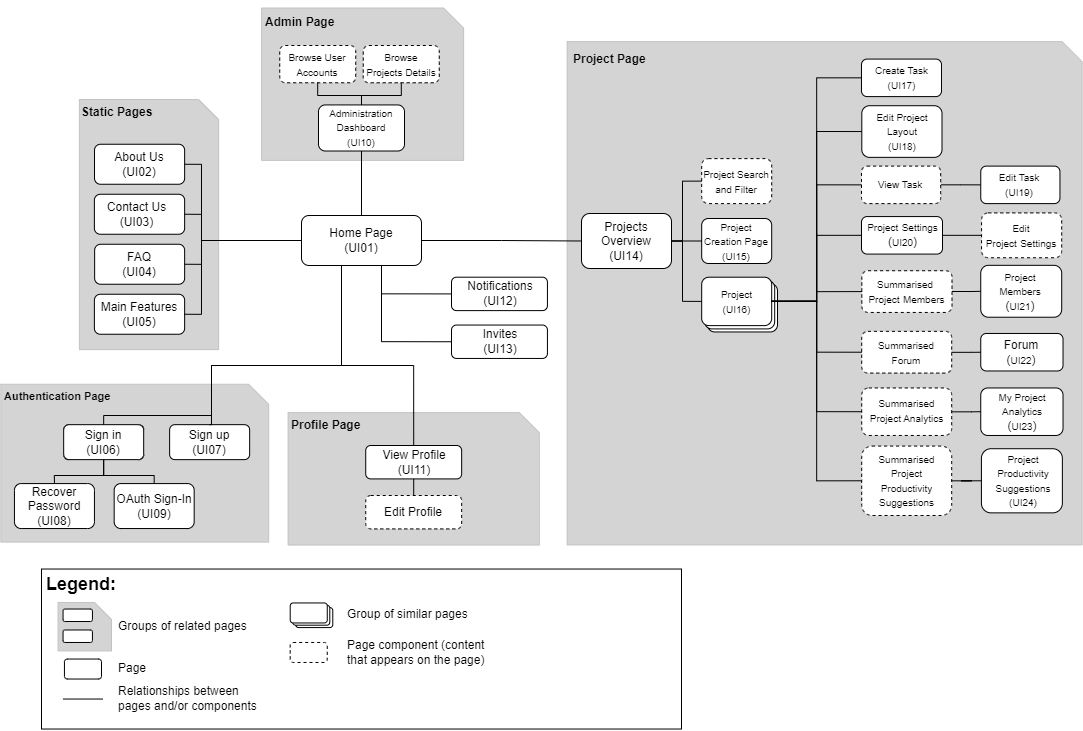 Admin Page
Browse User
Accounts
Browse
Projects Details
Administration
Dashboard
(UI10)
Static Pages
About Us
(UI02)
Contact Us
(UI03)
FAQ
(UI04)
Main Features
(UI05)
Home Page
(UI01)
Notifications
(UI12)
Invites
(UI13)
Authentication Page
Sign in
(UI06)
Sign up
(UI07)
Recover
Password
(UI08)
OAuth Sign-In
(UI09)
Profile Page
View Profile
(UI11)
Edit Profile
Project Page
Projects
Overview
(UI14)
Project Search
and Filter
Project
Creation Page
(UI15)
Project
(UI16)
Create Task
(UI17)
Edit Project
Layout
(UI18)
View Task
Edit Task
(UI19)
Project Settings
(UI20)
Edit
Project Settings
Summarised
Project Members
Project
Members
(UI21)
Summarised
Forum
Forum
(UI22)
Summarised
Project Analytics
My Project
Analytics
(UI23)
Summarised
Project
Productivity
Suggestions
Project
Productivity
Suggestions
(UI24)
Legend:
Groups of related pages
Page
Relationships between
pages and/or components
Group of similar pages
Page component (content
that appears on the page)